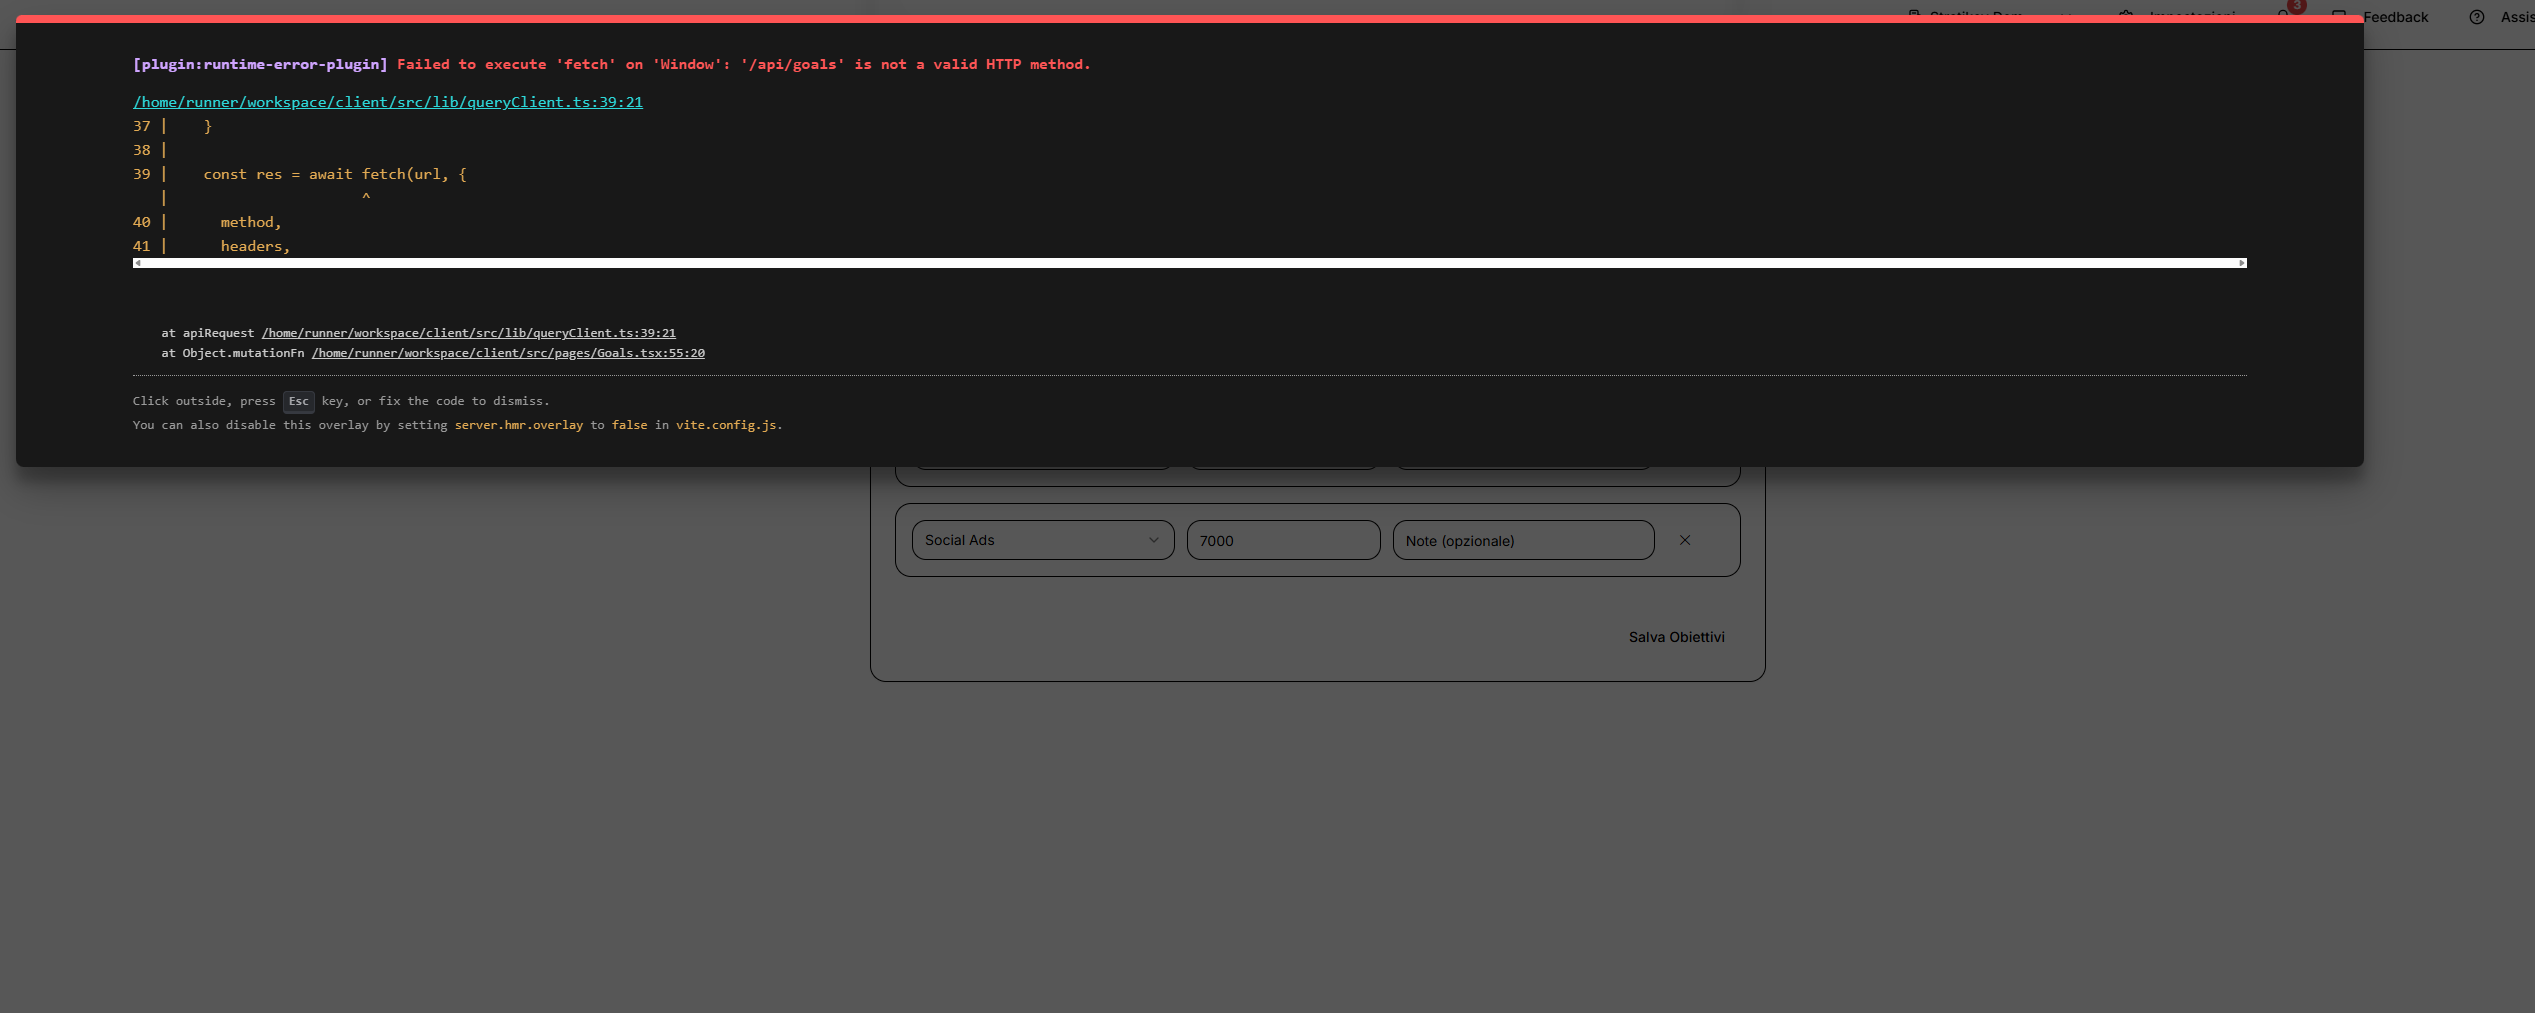 3
Feedback
[plugin:runtime-error-plugin] Failed to execute 'fetch' on 'Window': '/api/goals' is not a valid HTTP method.
/home/runner/workspace/client/src/lib/queryClient.ts:39:21
37 |    }
38 |
39 |    const res = await fetch(url, {
   |                       ^
40 |      method,
41 |      headers,
at apiRequest /home/runner/workspace/client/src/lib/queryClient.ts:39:21
at Object.mutationFn /home/runner/workspace/client/src/pages/Goals.tsx:55:20
Click outside, press Esc key, or fix the code to dismiss.
You can also disable this overlay by setting server.hmr.overlay to false in vite.config.js.
Social Ads
7000
Note (opzionale)
Salva Obiettivi